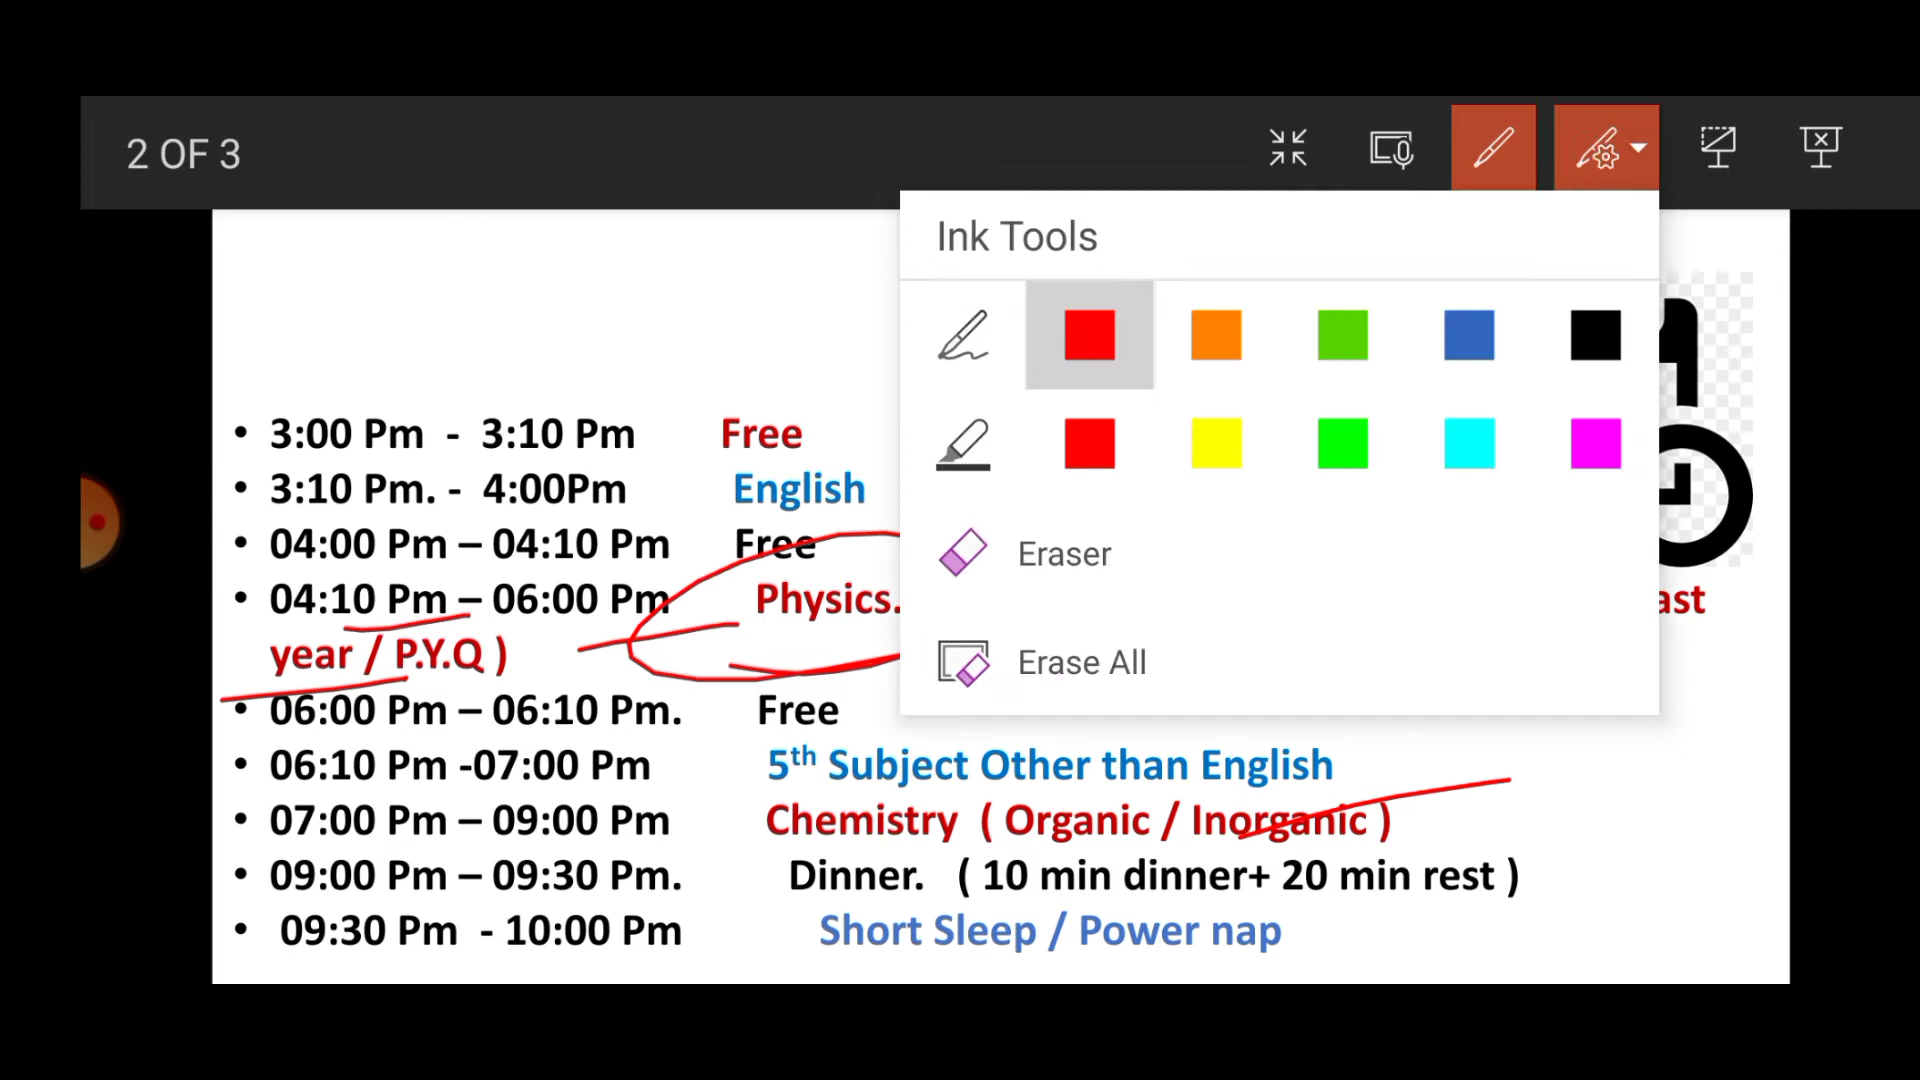 2 OF 3
Ink Tools
• 3:00 Pm - 3:10 Pm Free
• 3:10 Pm. - 4:00Pm English
Eraser
• 04:00 Pm – 04:10 Pm Free
• 04:10 Pm – 06:00 Pm Physics.
year / P.Y.Q )
Erase All
• 06:00 Pm – 06:10 Pm. Free
• 06:10 Pm -07:00 Pm 5th Subject Other than English
• 07:00 Pm – 09:00 Pm Chemistry ( Organic / Inorganic )
• 09:00 Pm – 09:30 Pm. Dinner. ( 10 min dinner+ 20 min rest )
• 09:30 Pm - 10:00 Pm Short Sleep / Power nap